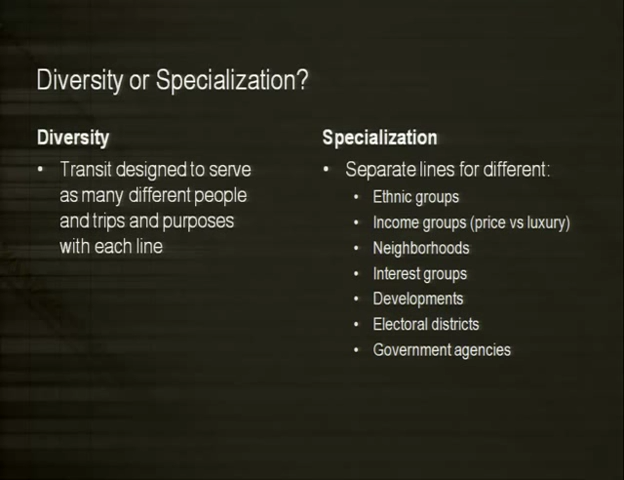 Diversity or Specialization?
Diversity
• Transit designed to serve
as many different people
and trips and purposes
with each line
Specialization
• Separate lines for different:
• Ethnic groups
• Income groups (price vs luxury)
• Neighborhoods
• Interest groups
• Developments
• Electoral districts
• Government agencies